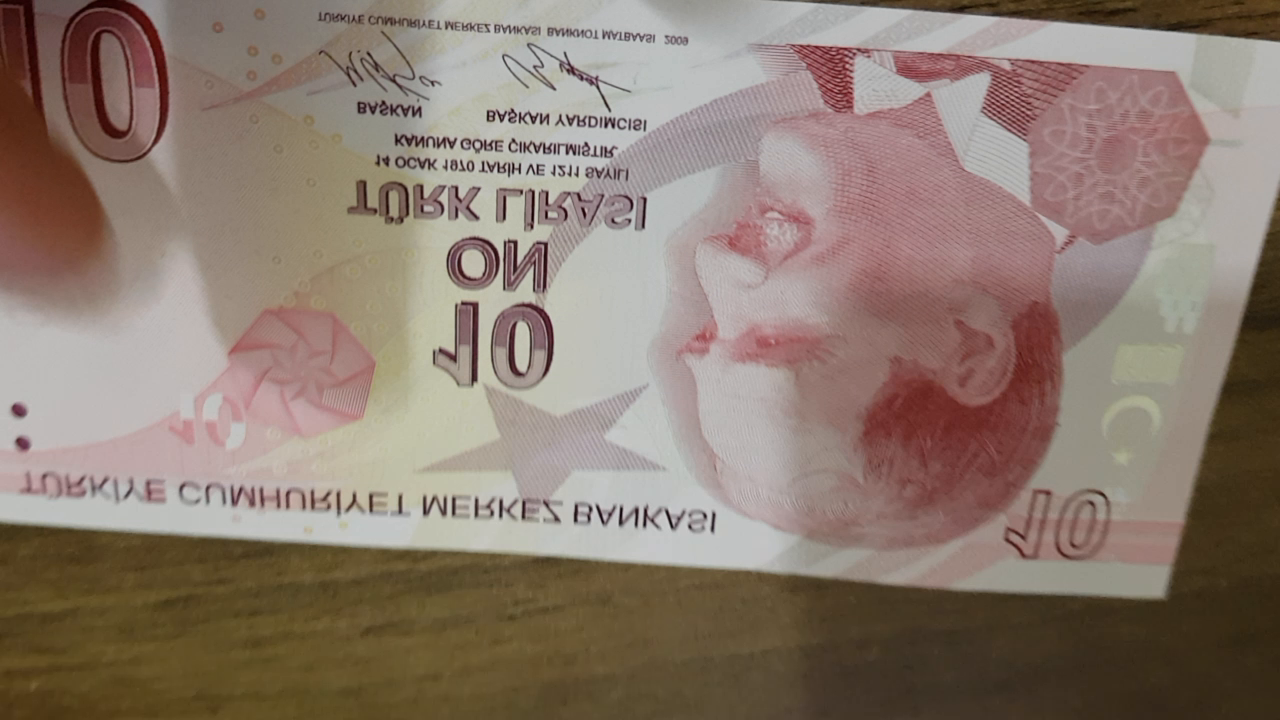 TÜRKİYE CUMHURİYET MERKEZ BANKASI
10
10
10
ON
TÜRK LİRASI
14 OCAK 1970 TARİH VE 1211 SAYILI
KANUNA GÖRE ÇIKARILMIŞTIR.
BAŞKAN BAŞKAN YARDIMCISI
10
TÜRKİYE CUMHURİYET MERKEZ BANKASI BANKNOT MATBAASI 2009